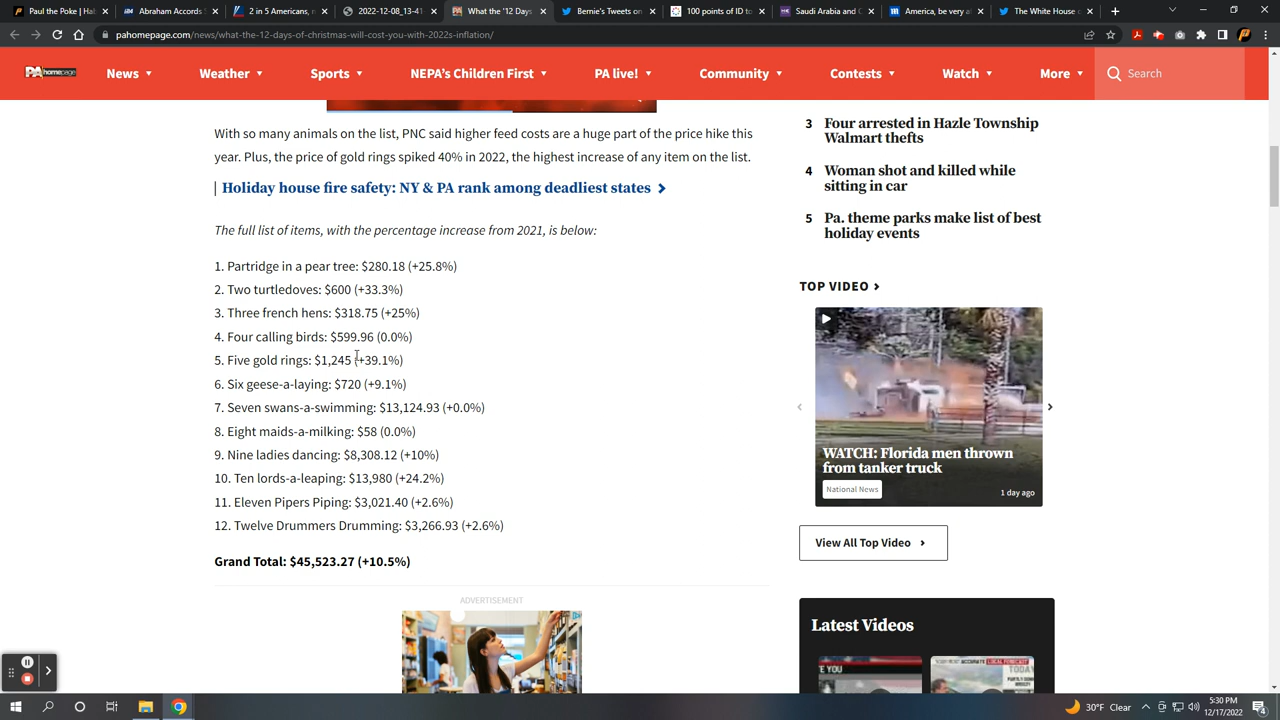 Paul the Poke | Hal
Abraham Accords
2 in 5 Americans, r
2022-12-08_13-41
What the '12 Days
Bernie's Tweets on
100 points of ID to
Saudi Arabia and C
America, be very al
The White House
pahomepage.com/news/what-the-12-days-of-christmas-will-cost-you-with-2022s-inflation/
PA homepage
News
Weather
Sports
NEPA's Children First
PA live!
Community
Contests
Watch
More
Search
With so many animals on the list, PNC said higher feed costs are a huge part of the price hike this
year. Plus, the price of gold rings spiked 40% in 2022, the highest increase of any item on the list.
Holiday house fire safety: NY & PA rank among deadliest states
The full list of items, with the percentage increase from 2021, is below:
1. Partridge in a pear tree: $280.18 (+25.8%)
2. Two turtledoves: $600 (+33.3%)
3. Three french hens: $318.75 (+25%)
4. Four calling birds: $599.96 (0.0%)
5. Five gold rings: $1,245 (+39.1%)
6. Six geese-a-laying: $720 (+9.1%)
7. Seven swans-a-swimming: $13,124.93 (+0.0%)
8. Eight maids-a-milking: $58 (0.0%)
9. Nine ladies dancing: $8,308.12 (+10%)
10. Ten lords-a-leaping: $13,980 (+24.2%)
11. Eleven Pipers Piping: $3,021.40 (+2.6%)
12. Twelve Drummers Drumming: $3,266.93 (+2.6%)
Grand Total: $45,523.27 (+10.5%)
ADVERTISEMENT
3 Four arrested in Hazle Township
Walmart thefts
4 Woman shot and killed while
sitting in car
5 Pa. theme parks make list of best
holiday events
TOP VIDEO
WATCH: Florida men thrown
from tanker truck
National News
1 day ago
View All Top Video
Latest Videos
5:30 PM
30°F Clear
12/17/2022